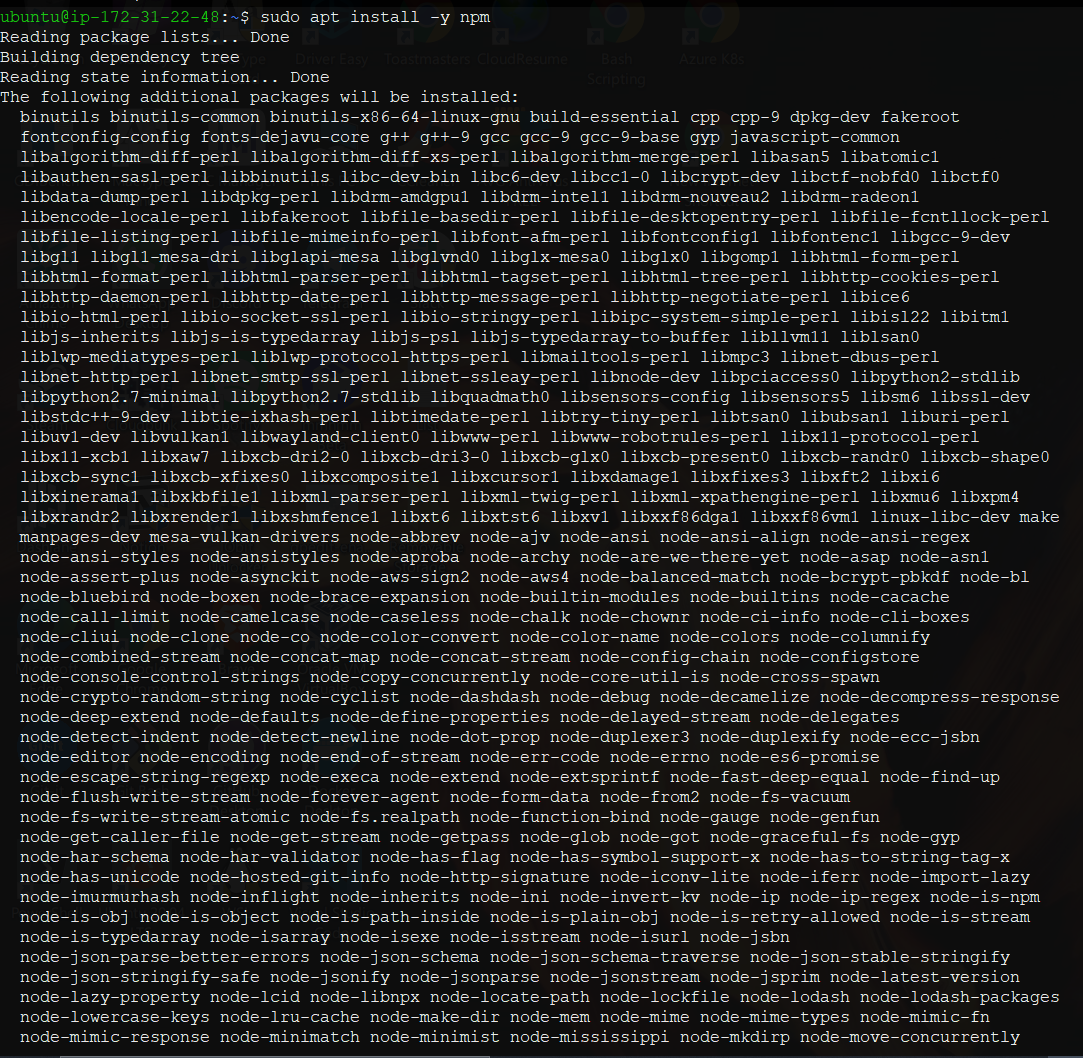 ubuntu@ip-172-31-22-48:~$ sudo apt install -y npm
Reading package lists... Done
Building dependency tree
Reading state information... Done
The following additional packages will be installed:
  binutils binutils-common binutils-x86-64-linux-gnu build-essential cpp cpp-9 dpkg-dev fakeroot
  fontconfig-config fonts-dejavu-core g++ g++-9 gcc gcc-9 gcc-9-base gyp javascript-common
  libalgorithm-diff-perl libalgorithm-diff-xs-perl libalgorithm-merge-perl libasan5 libatomic1
  libauthen-sasl-perl libbinutils libc-dev-bin libc6-dev libcc1-0 libcrypt-dev libctf-nobfd0 libctf0
  libdata-dump-perl libdpkg-perl libdrm-amdgpu1 libdrm-intel1 libdrm-nouveau2 libdrm-radeon1
  libencode-locale-perl libfakeroot libfile-basedir-perl libfile-desktopentry-perl libfile-fcntllock-perl
  libfile-listing-perl libfile-mimeinfo-perl libfont-afm-perl libfontconfig1 libfontenc1 libgcc-9-dev
  libgl1 libgl1-mesa-dri libglapi-mesa libglvnd0 libglx-mesa0 libglx0 libgomp1 libhtml-form-perl
  libhtml-format-perl libhtml-parser-perl libhtml-tagset-perl libhtml-tree-perl libhttp-cookies-perl
  libhttp-daemon-perl libhttp-date-perl libhttp-message-perl libhttp-negotiate-perl libice6
  libio-html-perl libio-socket-ssl-perl libio-stringy-perl libipc-system-simple-perl libisl22 libitm1
  libjs-inherits libjs-is-typedarray libjs-psl libjs-typedarray-to-buffer libllvm11 liblsan0
  liblwp-mediatypes-perl liblwp-protocol-https-perl libmailtools-perl libmpc3 libnet-dbus-perl
  libnet-http-perl libnet-smtp-ssl-perl libnet-ssleay-perl libnode-dev libpciaccess0 libpython2-stdlib
  libpython2.7-minimal libpython2.7-stdlib libquadmath0 libsensors-config libsensors5 libsm6 libssl-dev
  libstdc++-9-dev libtie-ixhash-perl libtimedate-perl libtry-tiny-perl libtsan0 libubsan1 liburi-perl
  libuv1-dev libvulkan1 libwayland-client0 libwww-perl libwww-robotrules-perl libx11-protocol-perl
  libx11-xcb1 libxaw7 libxcb-dri2-0 libxcb-dri3-0 libxcb-glx0 libxcb-present0 libxcb-randr0 libxcb-shape0
  libxcb-sync1 libxcb-xfixes0 libxcomposite1 libxcursor1 libxdamage1 libxfixes3 libxft2 libxi6
  libxinerama1 libxkbfile1 libxml-parser-perl libxml-twig-perl libxml-xpathengine-perl libxmu6 libxpm4
  libxrandr2 libxrender1 libxshmfence1 libxt6 libxtst6 libxv1 libxxf86dga1 libxxf86vm1 linux-libc-dev make
  manpages-dev mesa-vulkan-drivers node-abbrev node-ajv node-ansi node-ansi-align node-ansi-regex
  node-ansi-styles node-ansistyles node-aproba node-archy node-are-we-there-yet node-asap node-asn1
  node-assert-plus node-asynckit node-aws-sign2 node-aws4 node-balanced-match node-bcrypt-pbkdf node-bl
  node-bluebird node-boxen node-brace-expansion node-builtin-modules node-builtins node-cacache
  node-call-limit node-camelcase node-caseless node-chalk node-chownr node-ci-info node-cli-boxes
  node-cliui node-clone node-co node-color-convert node-color-name node-colors node-columnify
  node-combined-stream node-concat-map node-concat-stream node-config-chain node-configstore
  node-console-control-strings node-copy-concurrently node-core-util-is node-cross-spawn
  node-crypto-random-string node-cyclist node-dashdash node-debug node-decamelize node-decompress-response
  node-deep-extend node-defaults node-define-properties node-delayed-stream node-delegates
  node-detect-indent node-detect-newline node-dot-prop node-duplexer3 node-duplexify node-ecc-jsbn
  node-editor node-encoding node-end-of-stream node-err-code node-errno node-es6-promise
  node-escape-string-regexp node-execa node-extend node-extsprintf node-fast-deep-equal node-find-up
  node-flush-write-stream node-forever-agent node-form-data node-from2 node-fs-vacuum
  node-fs-write-stream-atomic node-fs.realpath node-function-bind node-gauge node-genfun
  node-get-caller-file node-get-stream node-getpass node-glob node-got node-graceful-fs node-gyp
  node-har-schema node-har-validator node-has-flag node-has-symbol-support-x node-has-to-string-tag-x
  node-has-unicode node-hosted-git-info node-http-signature node-iconv-lite node-iferr node-import-lazy
  node-imurmurhash node-inflight node-inherits node-ini node-invert-kv node-ip node-ip-regex node-is-npm
  node-is-obj node-is-object node-is-path-inside node-is-plain-obj node-is-retry-allowed node-is-stream
  node-is-typedarray node-isarray node-isexe node-isstream node-isurl node-jsbn
  node-json-parse-better-errors node-json-schema node-json-schema-traverse node-json-stable-stringify
  node-json-stringify-safe node-jsonify node-jsonparse node-jsonstream node-jsprim node-latest-version
  node-lazy-property node-lcid node-libnpx node-locate-path node-lockfile node-lodash node-lodash-packages
  node-lowercase-keys node-lru-cache node-make-dir node-mem node-mime node-mime-types node-mimic-fn
  node-mimic-response node-minimatch node-minimist node-mississippi node-mkdirp node-move-concurrently